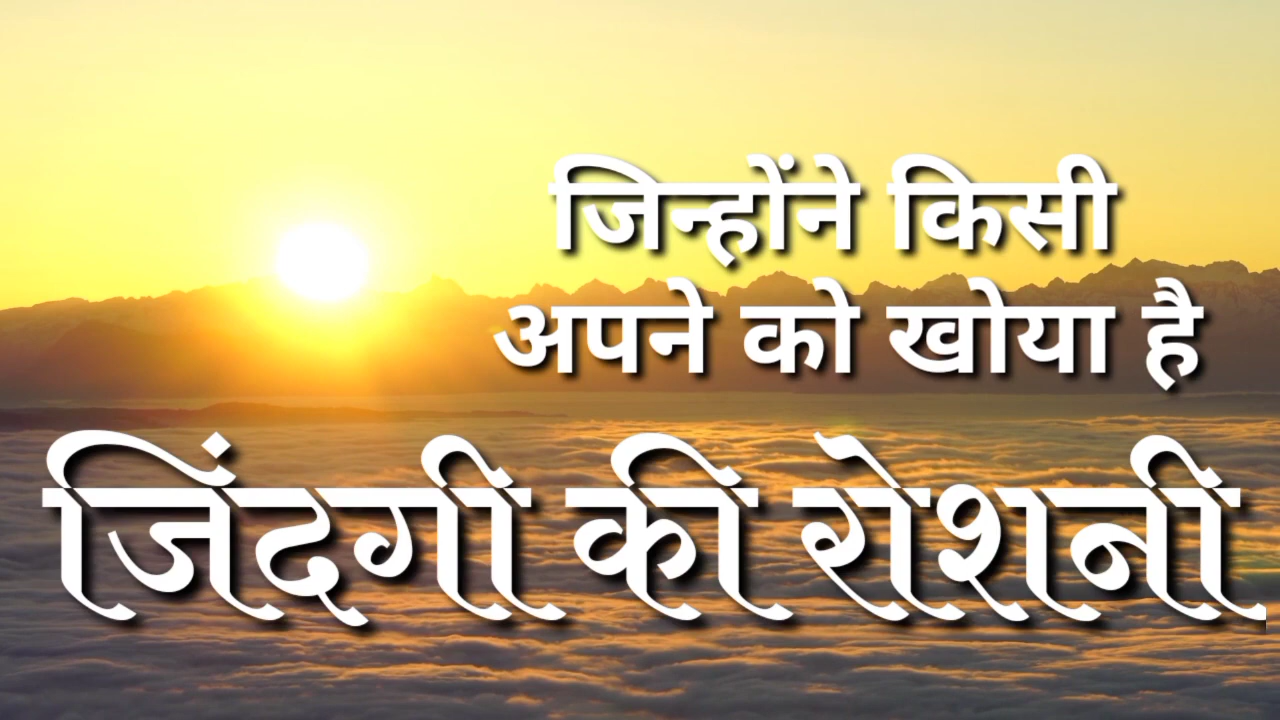 जिन्होंने किसी
अपने को खोया है
जिंदगी की रोशनी